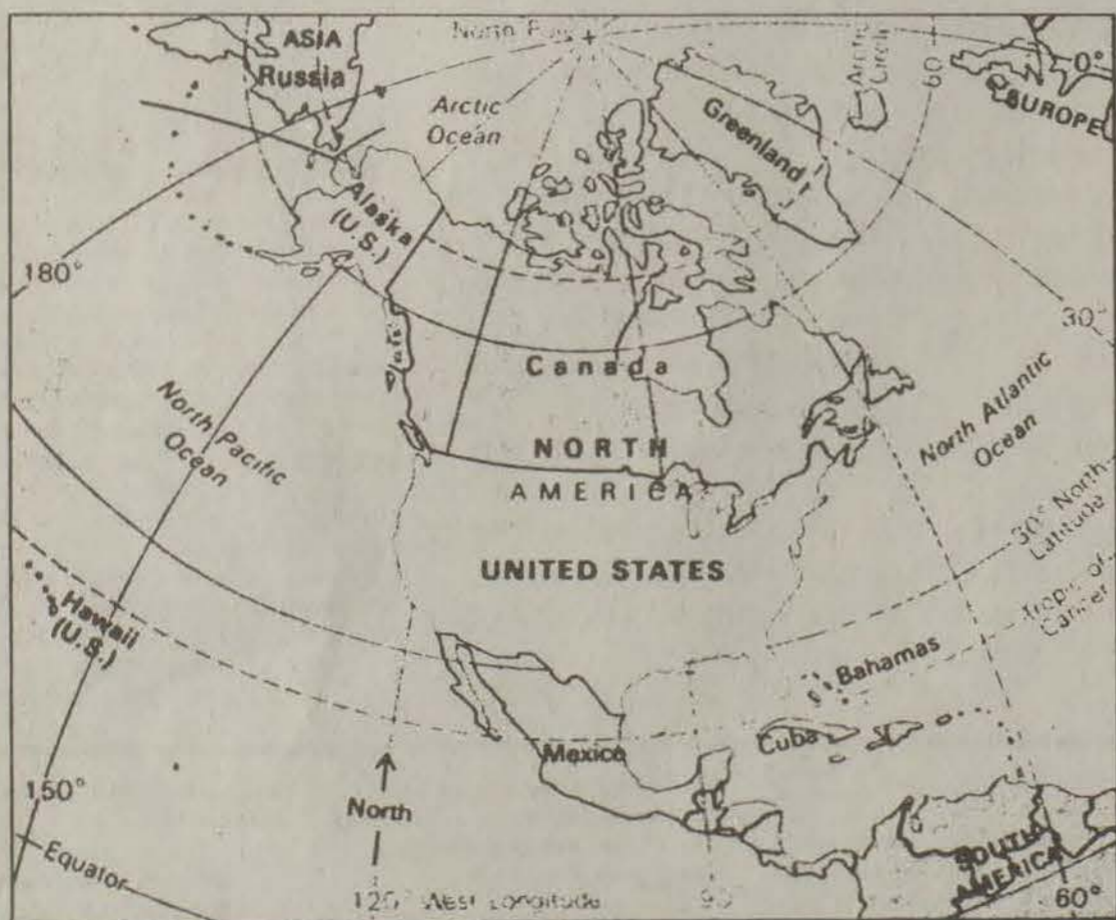 ASIA
Russia
North Pole
Arctic
Ocean
Arctic
Circle
60
0°
EUROPE
Greenland
Alaska
(U.S.)
180°
30°
Canada
North Pacific
Ocean
North Atlantic
Ocean
NORTH
AMERICA
30° North
Latitude
UNITED STATES
Tropic of
Cancer
Hawaii
(U.S.)
Bahamas
Cuba
Mexico
150°
North
Equator
SOUTH
AMERICA
120° West Longitude
90°
60°